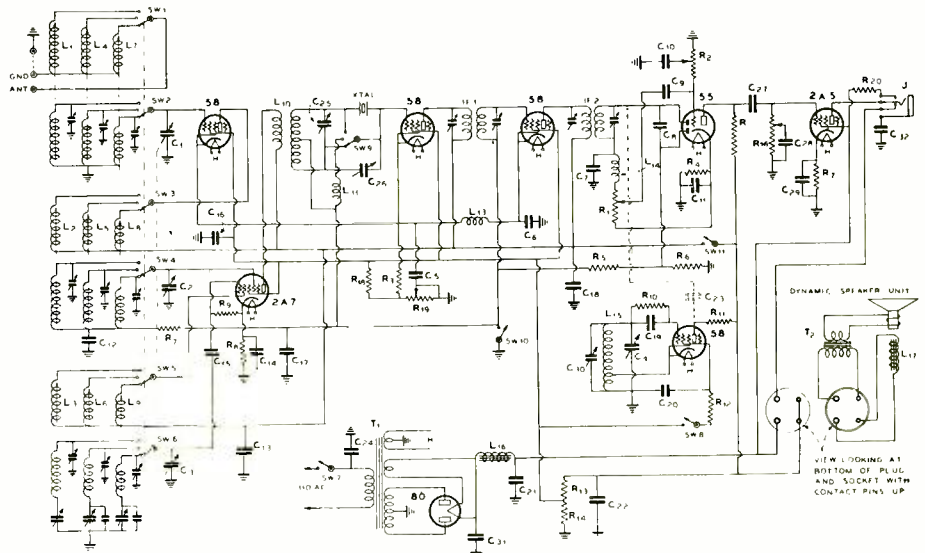 SW1
L1
L4
L7
GND
ANT
SW2
58
L10
C25
XTAL
58
IF1
58
IF2
C10
R2
C9
55
C27
2A5
R20
J
C1
SW9
C26
L11
C7
C8
L14
R4
C11
R
R16
C28
C29
R7
C32
SW3
L2
L5
L8
C16
L13
C6
R1
SW11
SW4
C2
2A7
R9
R18
R3
C5
R19
R5
R6
C18
C23
DYNAMIC SPEAKER UNIT
C12
R7
C15
R8
C14
C17
SW10
L15
R10
C19
58
R11
T2
L17
C30
C3
C20
R12
SW5
L3
L6
L9
SW6
C13
T1
H
L16
SW8
VIEW LOOKING AT
BOTTOM OF PLUG
AND SOCKET WITH
CONTACT PINS UP
C24
SW7
110 AC
80
C21
R13
R14
C22
C31